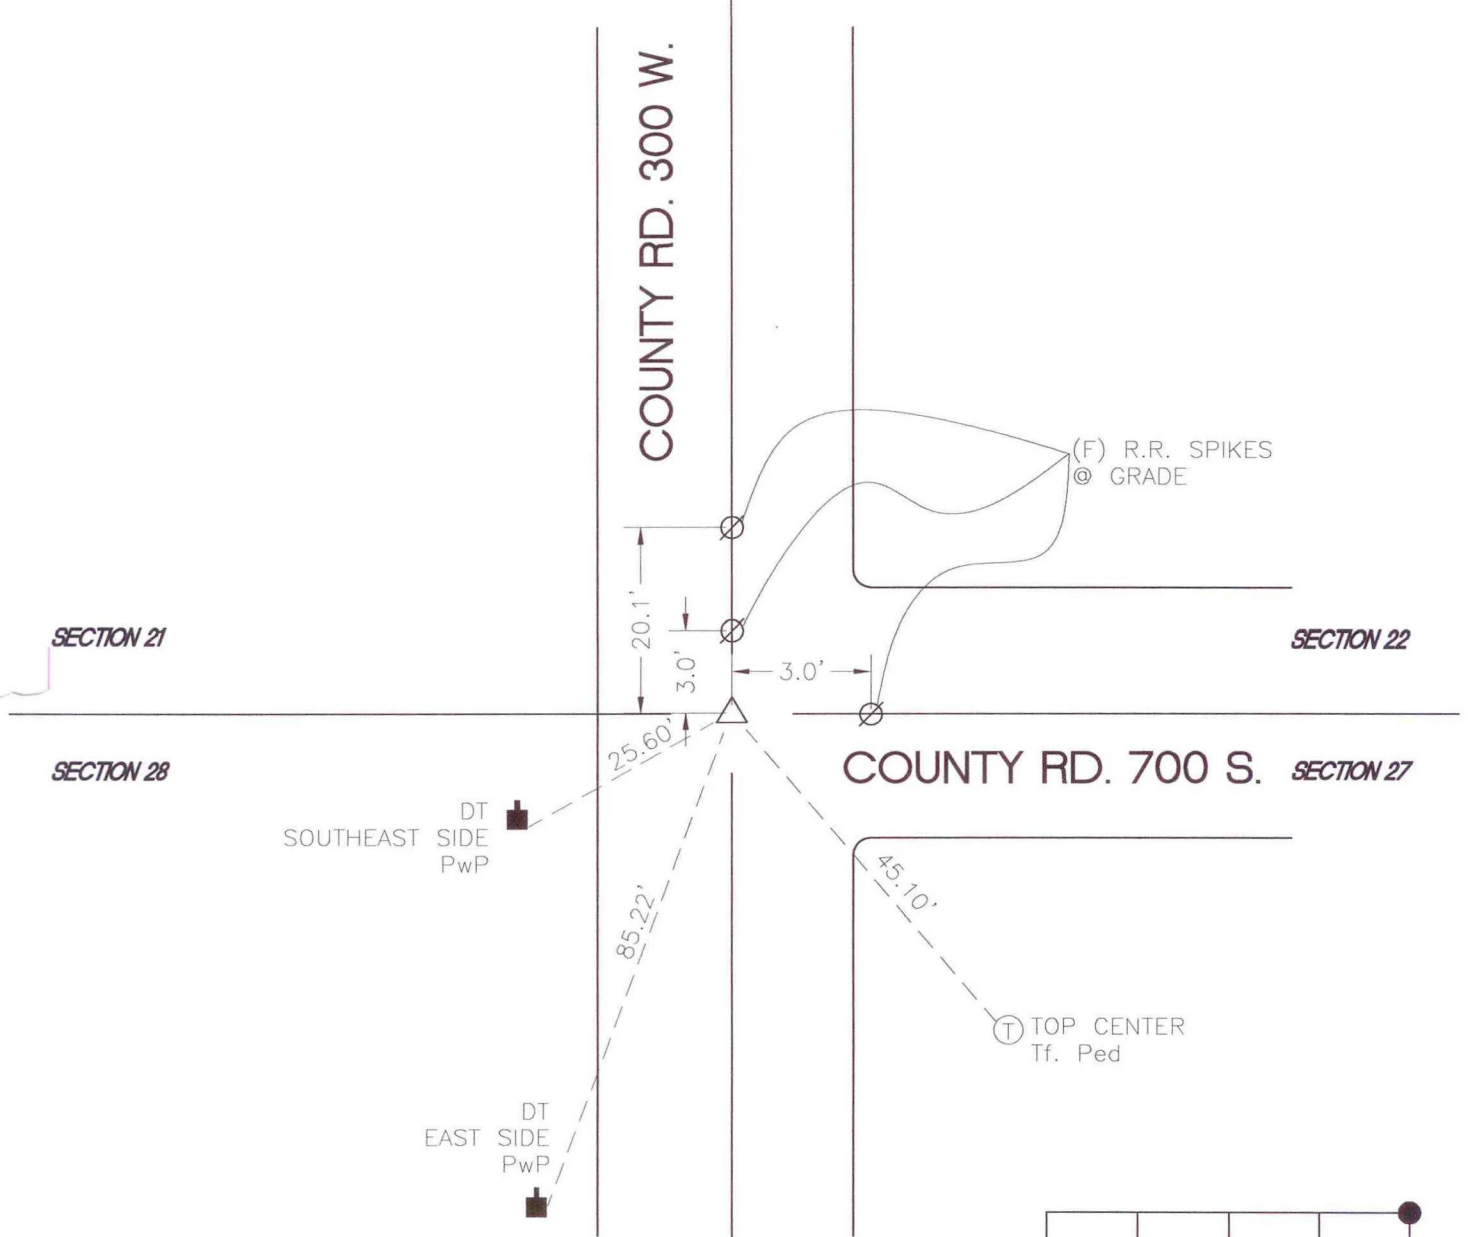 COUNTY RD. 300 W.
(F) R.R. SPIKES
@ GRADE
20.1'
3.0'
3.0'
SECTION 21
SECTION 22
25.60'
SECTION 28
COUNTY RD. 700 S.
SECTION 27
DT
SOUTHEAST SIDE
PwP
85.22'
45.10'
T
TOP CENTER
Tf. Ped
DT
EAST SIDE
PwP